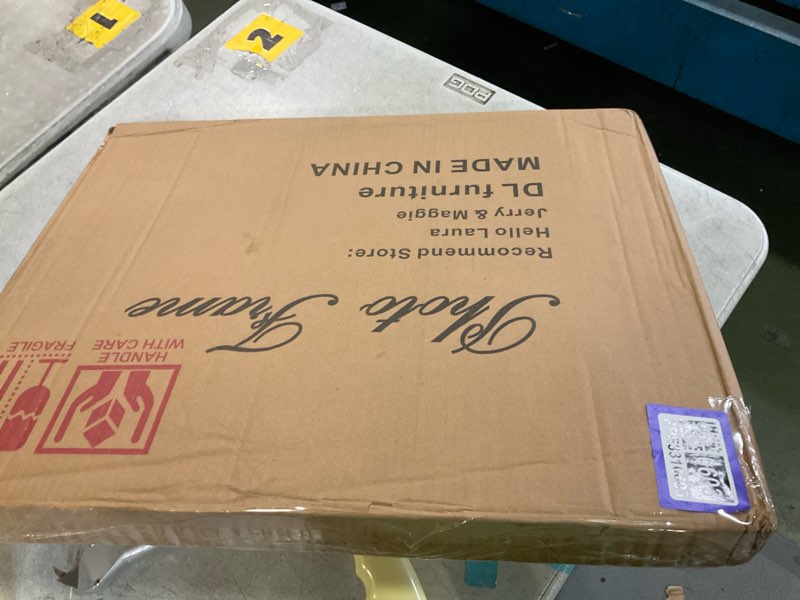 1
2
PDG
Photo Frame
Recommend Store:
Hello Laura
Jerry & Maggie
DL furniture
MADE IN CHINA
HANDLE
WITH CARE
FRAGILE